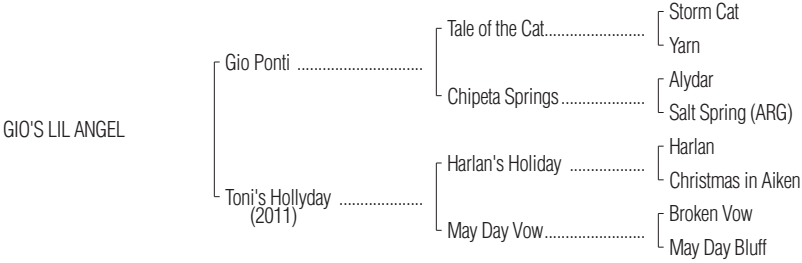 Storm Cat
Tale of the Cat
Yarn
Gio Ponti
Alydar
Chipeta Springs
Salt Spring (ARG)
GIO'S LIL ANGEL
Harlan
Harlan's Holiday
Christmas in Aiken
Toni's Hollyday
(2011)
Broken Vow
May Day Vow
May Day Bluff